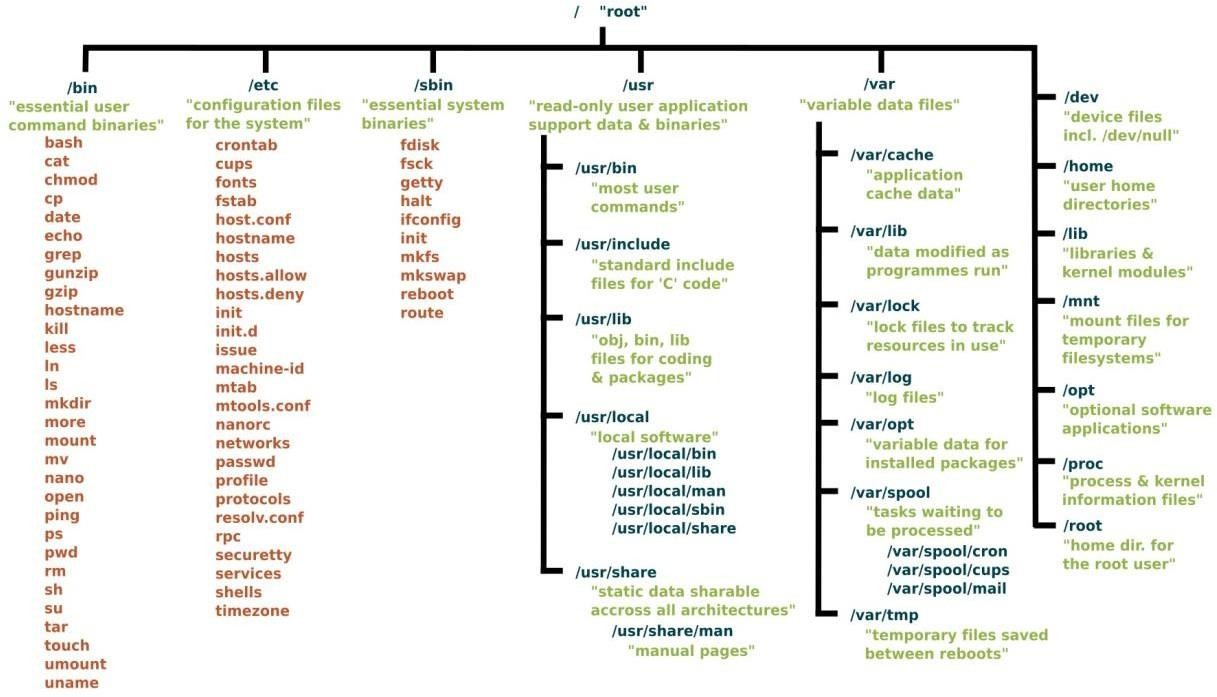 / "root"
/bin
"essential user
command binaries"
bash
cat
chmod
cp
date
echo
grep
gunzip
gzip
hostname
kill
less
ln
ls
mkdir
more
mount
mv
nano
open
ping
ps
pwd
rm
sh
su
tar
touch
umount
uname
/etc
"configuration files
for the system"
crontab
cups
fonts
fstab
host.conf
hostname
hosts
hosts.allow
hosts.deny
init
init.d
issue
machine-id
mtab
mtools.conf
nanorc
networks
passwd
profile
protocols
resolv.conf
rpc
securetty
services
shells
timezone
/sbin
"essential system
binaries"
fdisk
fsck
getty
halt
ifconfig
init
mkfs
mkswap
reboot
route
/usr
"read-only user application
support data & binaries"
/usr/bin
"most user
commands"
/usr/include
"standard include
files for 'C' code"
/usr/lib
"obj, bin, lib
files for coding
& packages"
/usr/local
"local software"
/usr/local/bin
/usr/local/lib
/usr/local/man
/usr/local/sbin
/usr/local/share
/usr/share
"static data sharable
accross all architectures"
/usr/share/man
"manual pages"
/var
"variable data files"
/var/cache
"application
cache data"
/var/lib
"data modified as
programmes run"
/var/lock
"lock files to track
resources in use"
/var/log
"log files"
/var/opt
"variable data for
installed packages"
/var/spool
"tasks waiting to
be processed"
/var/spool/cron
/var/spool/cups
/var/spool/mail
/var/tmp
"temporary files saved
between reboots"
/dev
"device files
incl. /dev/null"
/home
"user home
directories"
/lib
"libraries &
kernel modules"
/mnt
"mount files for
temporary
filesystems"
/opt
"optional software
applications"
/proc
"process & kernel
information files"
/root
"home dir. for
the root user"